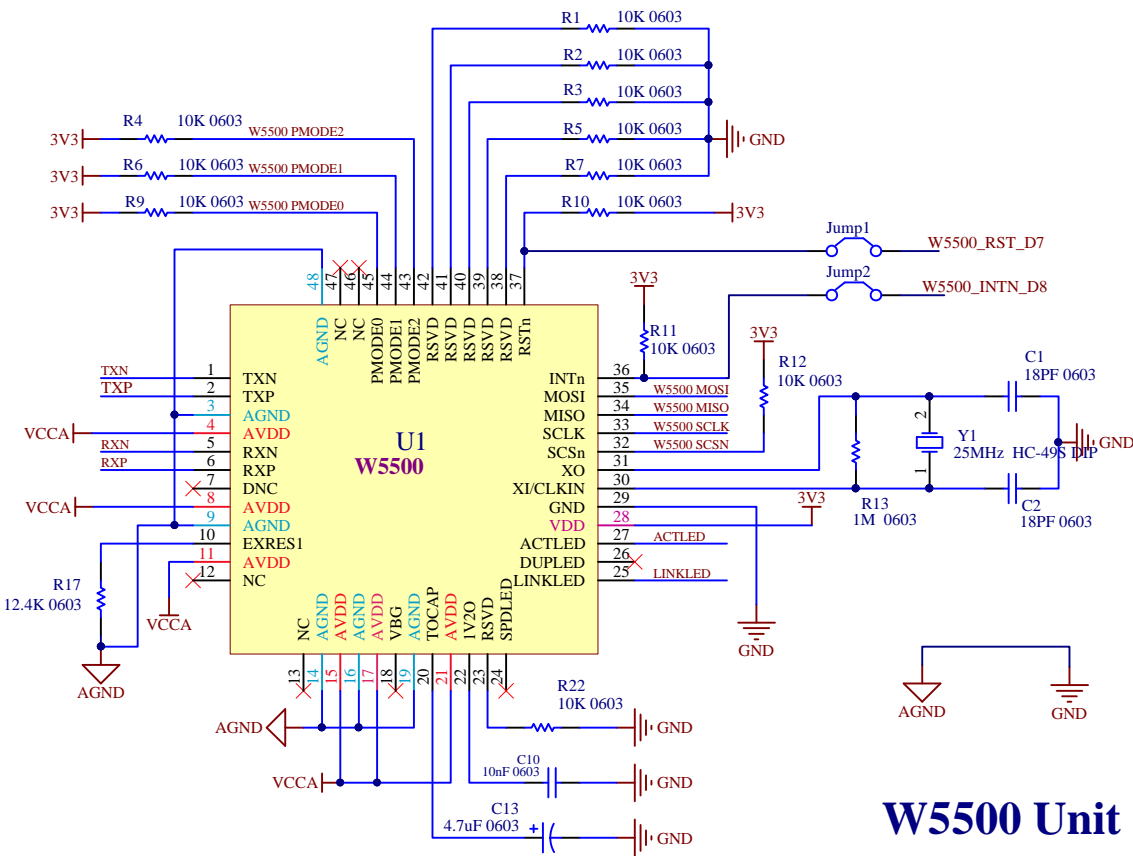 R1 10K 0603
R2 10K 0603
R3 10K 0603
R4 10K 0603
3V3 W5500 PMODE2
R5 10K 0603
GND
R6 10K 0603
3V3 W5500 PMODE1
R7 10K 0603
R9 10K 0603
3V3 W5500 PMODE0
R10 10K 0603
3V3
Jump1
W5500_RST_D7
Jump2
W5500_INTN_D8
48 47 46 45 44 43 42 41 40 39 38 37
AGND NC NC PMODE0 PMODE1 PMODE2 RSVD RSVD RSVD RSVD RSVD RSTn
3V3
R11
10K 0603
3V3
R12
10K 0603
TXN 1 TXN
TXP 2 TXP
3 AGND
VCCA 4 AVDD
RXN 5 RXN
RXP 6 RXP
7 DNC
VCCA 8 AVDD
9 AGND
10 EXRES1
11 AVDD
12 NC
VCCA
R17
12.4K 0603
AGND
U1
W5500
INTn 36
MOSI 35 W5500 MOSI
MISO 34 W5500 MISO
SCLK 33 W5500 SCLK
SCSn 32 W5500 SCSN
XO 31
XI/CLKIN 30
GND 29
VDD 28
3V3
ACTLED 27 ACTLED
DUPLED 26
LINKLED 25 LINKLED
C1
18PF 0603
2
Y1
25MHz HC-49S DIP
1
GND
R13
1M 0603
C2
18PF 0603
GND
NC AGND AVDD AGND AVDD VBG AGND TOCAP AVDD 1V2O RSVD SPDLED
13 14 15 16 17 18 19 20 21 22 23 24
AGND
VCCA
R22
10K 0603
GND
C10
10nF 0603
GND
C13
4.7uF 0603 +
GND
AGND
GND
W5500 Unit